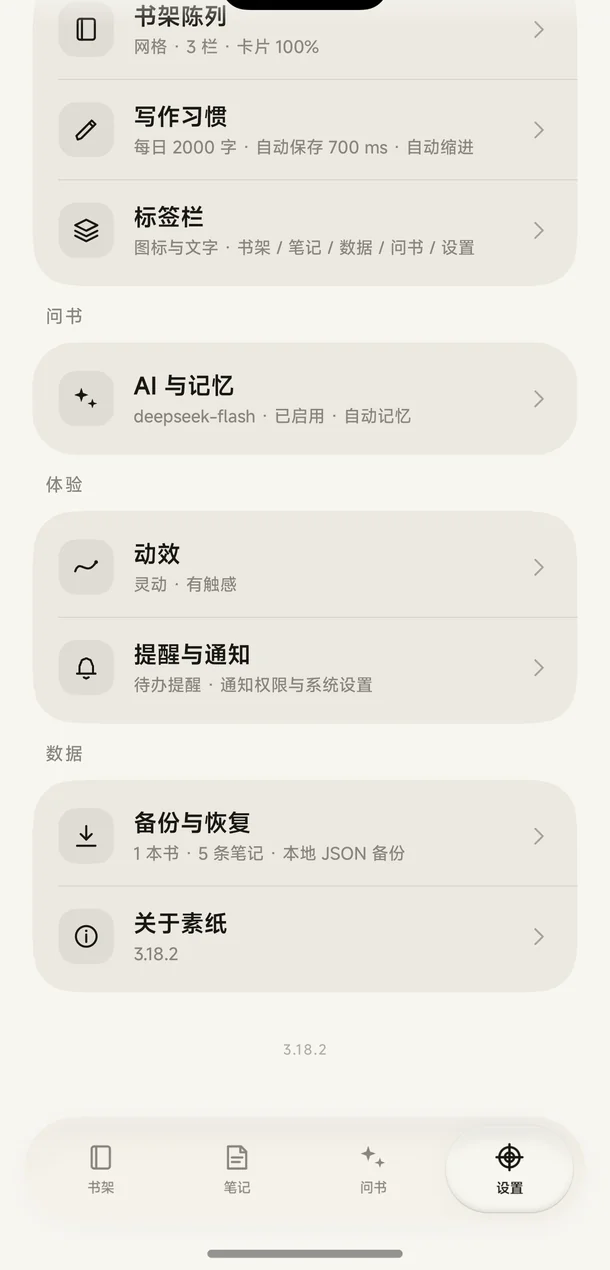 书架陈列
网格 · 3 栏 · 卡片 100%
写作习惯
每日 2000 字 · 自动保存 700 ms · 自动缩进
标签栏
图标与文字 · 书架 / 笔记 / 数据 / 问书 / 设置
问书
AI 与记忆
deepseek-flash · 已启用 · 自动记忆
体验
动效
灵动 · 有触感
提醒与通知
待办提醒 · 通知权限与系统设置
数据
备份与恢复
1 本书 · 5 条笔记 · 本地 JSON 备份
关于素纸
3.18.2
3.18.2
书架
笔记
问书
设置